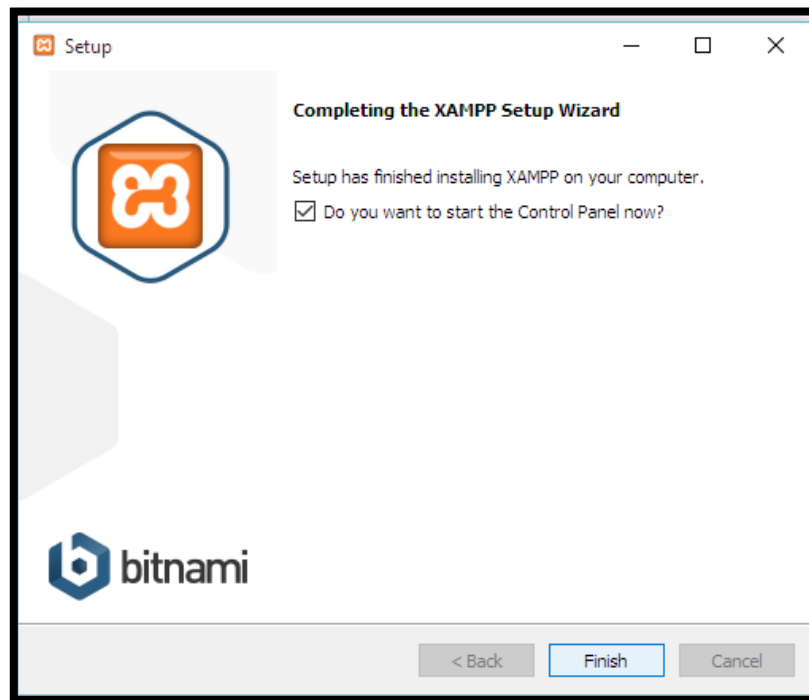 Setup
Completing the XAMPP Setup Wizard
Setup has finished installing XAMPP on your computer.
Do you want to start the Control Panel now?
bitnami
< Back
Finish
Cancel